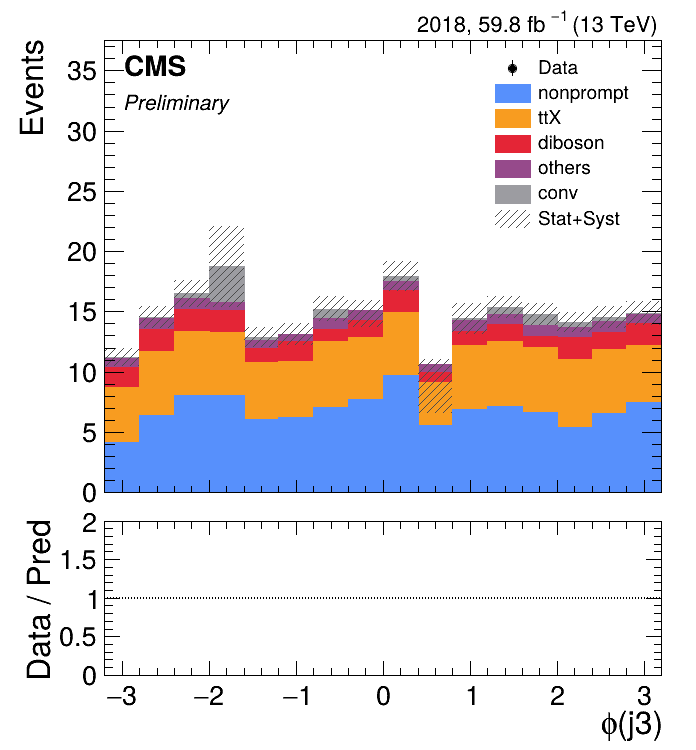 2018, 59.8 fb⁻¹ (13 TeV)
CMS
Preliminary
Events
Data
nonprompt
ttX
diboson
others
conv
Stat+Syst
35
30
25
20
15
10
5
0
Data / Pred
2
1.5
1
0.5
0
−3 −2 −1 0 1 2 3
ϕ(j3)